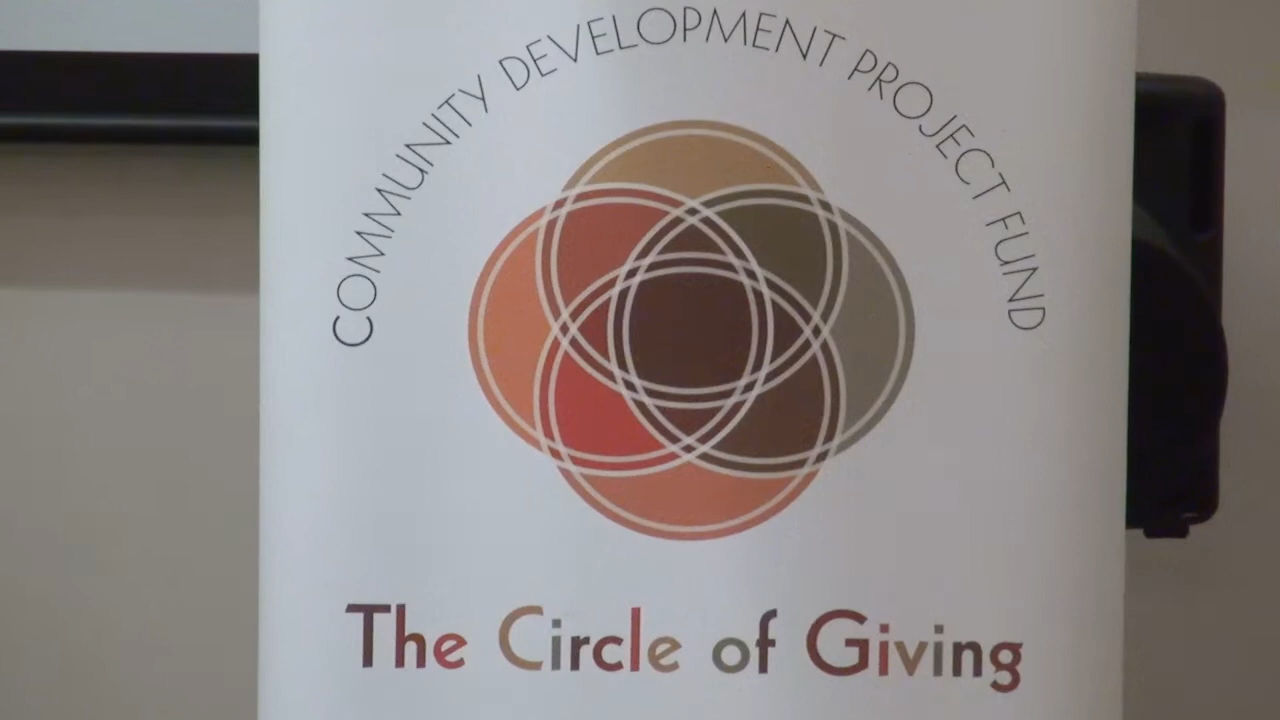 COMMUNITY DEVELOPMENT PROJECT FUND
The Circle of Giving